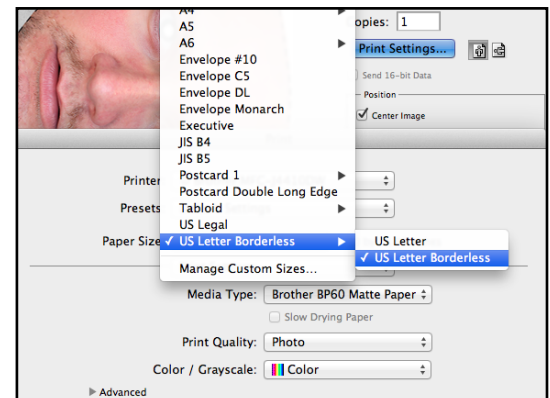 A4
A5
A6
Envelope #10
Envelope C5
Envelope DL
Envelope Monarch
Executive
JIS B4
JIS B5
Postcard 1
Postcard Double Long Edge
Tabloid
US Legal
✓ US Letter Borderless
Manage Custom Sizes...
US Letter
✓ US Letter Borderless
opies: 1
Print Settings...
Send 16-bit Data
Position
Center Image
Printer
Presets
Paper Size
Media Type: Brother BP60 Matte Paper
Slow Drying Paper
Print Quality: Photo
Color / Grayscale: Color
Advanced